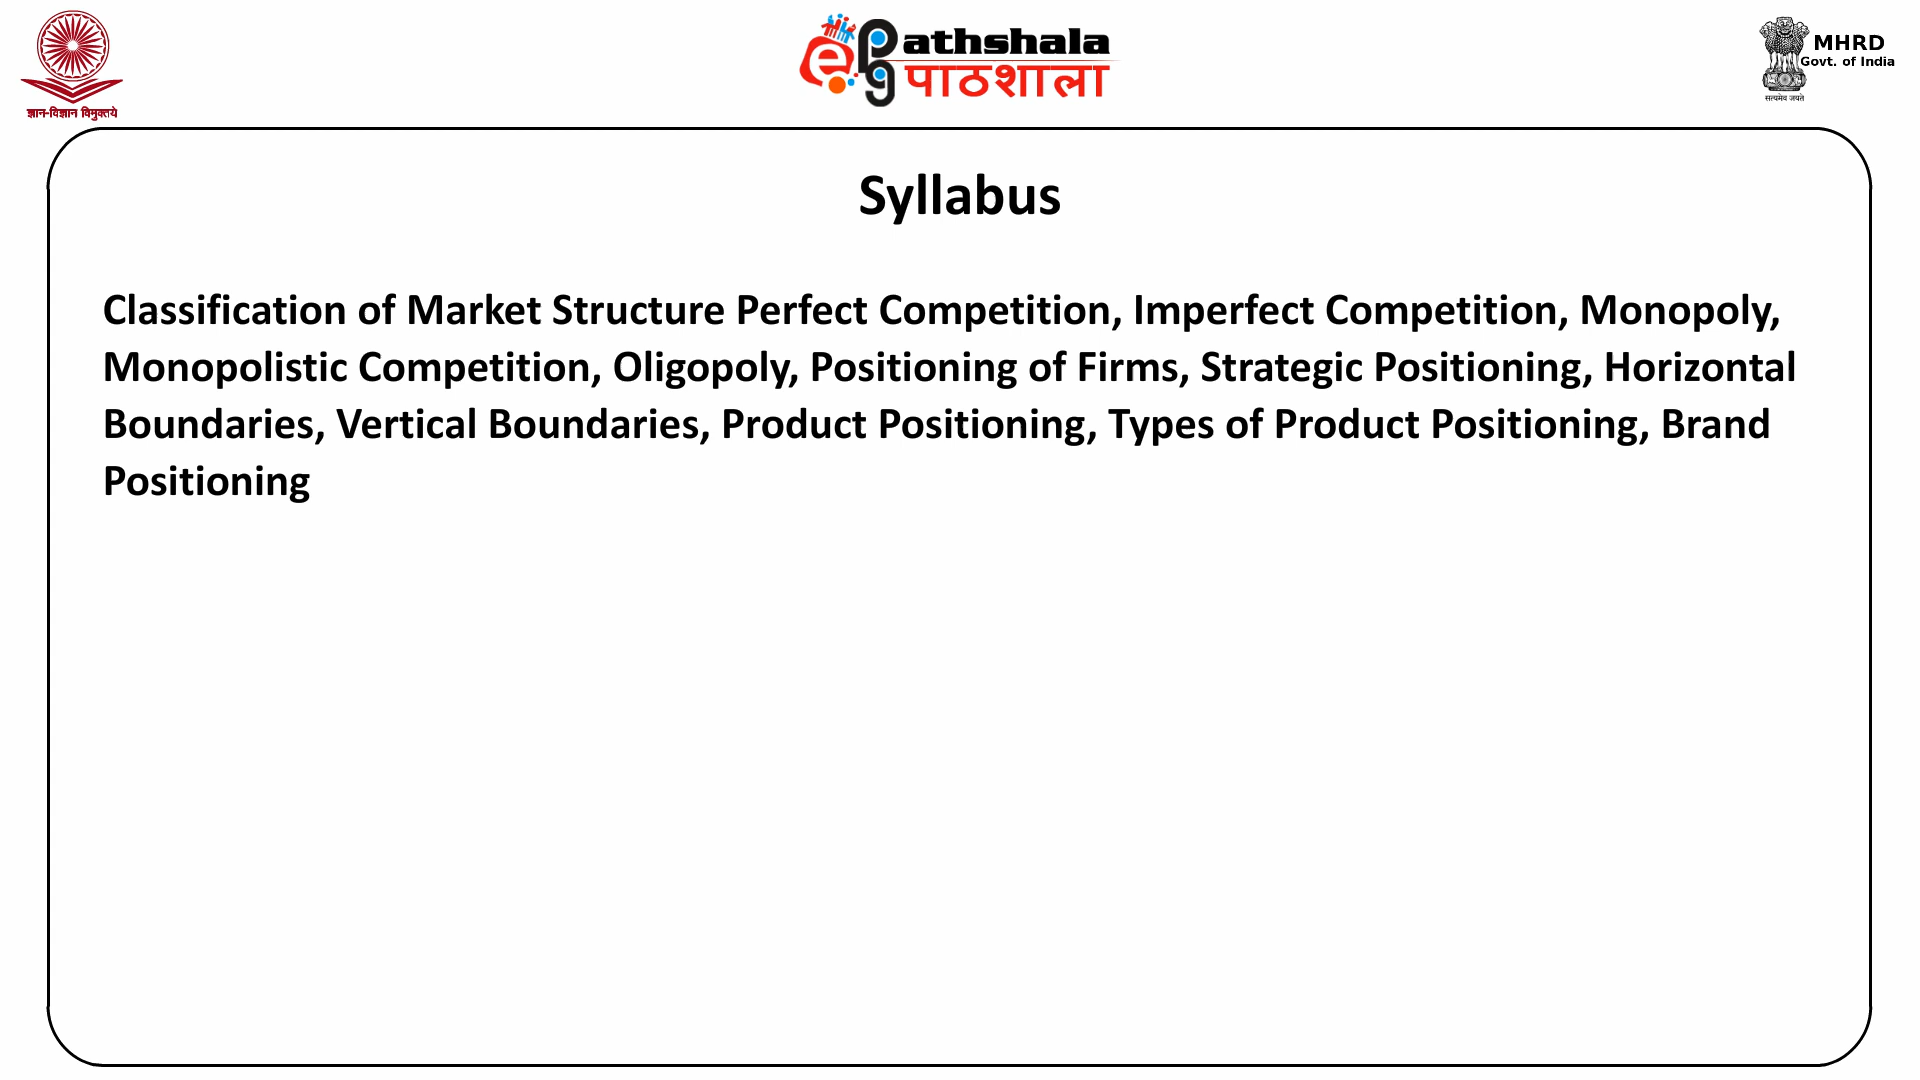 ज्ञान-विज्ञान विमुक्तये
e pg athshala
पाठशाला
MHRD
Govt. of India
सत्यमेव जयते
Syllabus
Classification of Market Structure Perfect Competition, Imperfect Competition, Monopoly,
Monopolistic Competition, Oligopoly, Positioning of Firms, Strategic Positioning, Horizontal
Boundaries, Vertical Boundaries, Product Positioning, Types of Product Positioning, Brand
Positioning